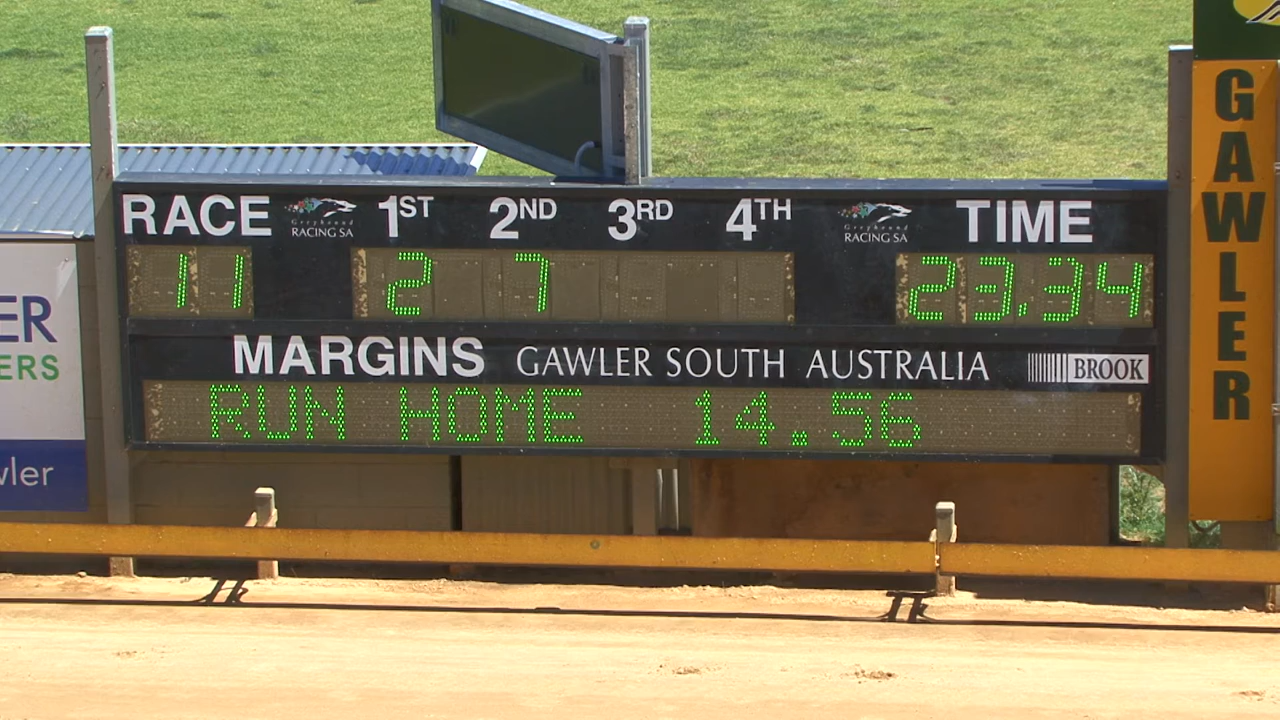 RACE
Greyhound
RACING SA
1ST 2ND 3RD 4TH
Greyhound
RACING SA
TIME
11 2 7 23.34
MARGINS GAWLER SOUTH AUSTRALIA BROOK
RUN HOME 14.56
GAWLER
ER
ERS
wler